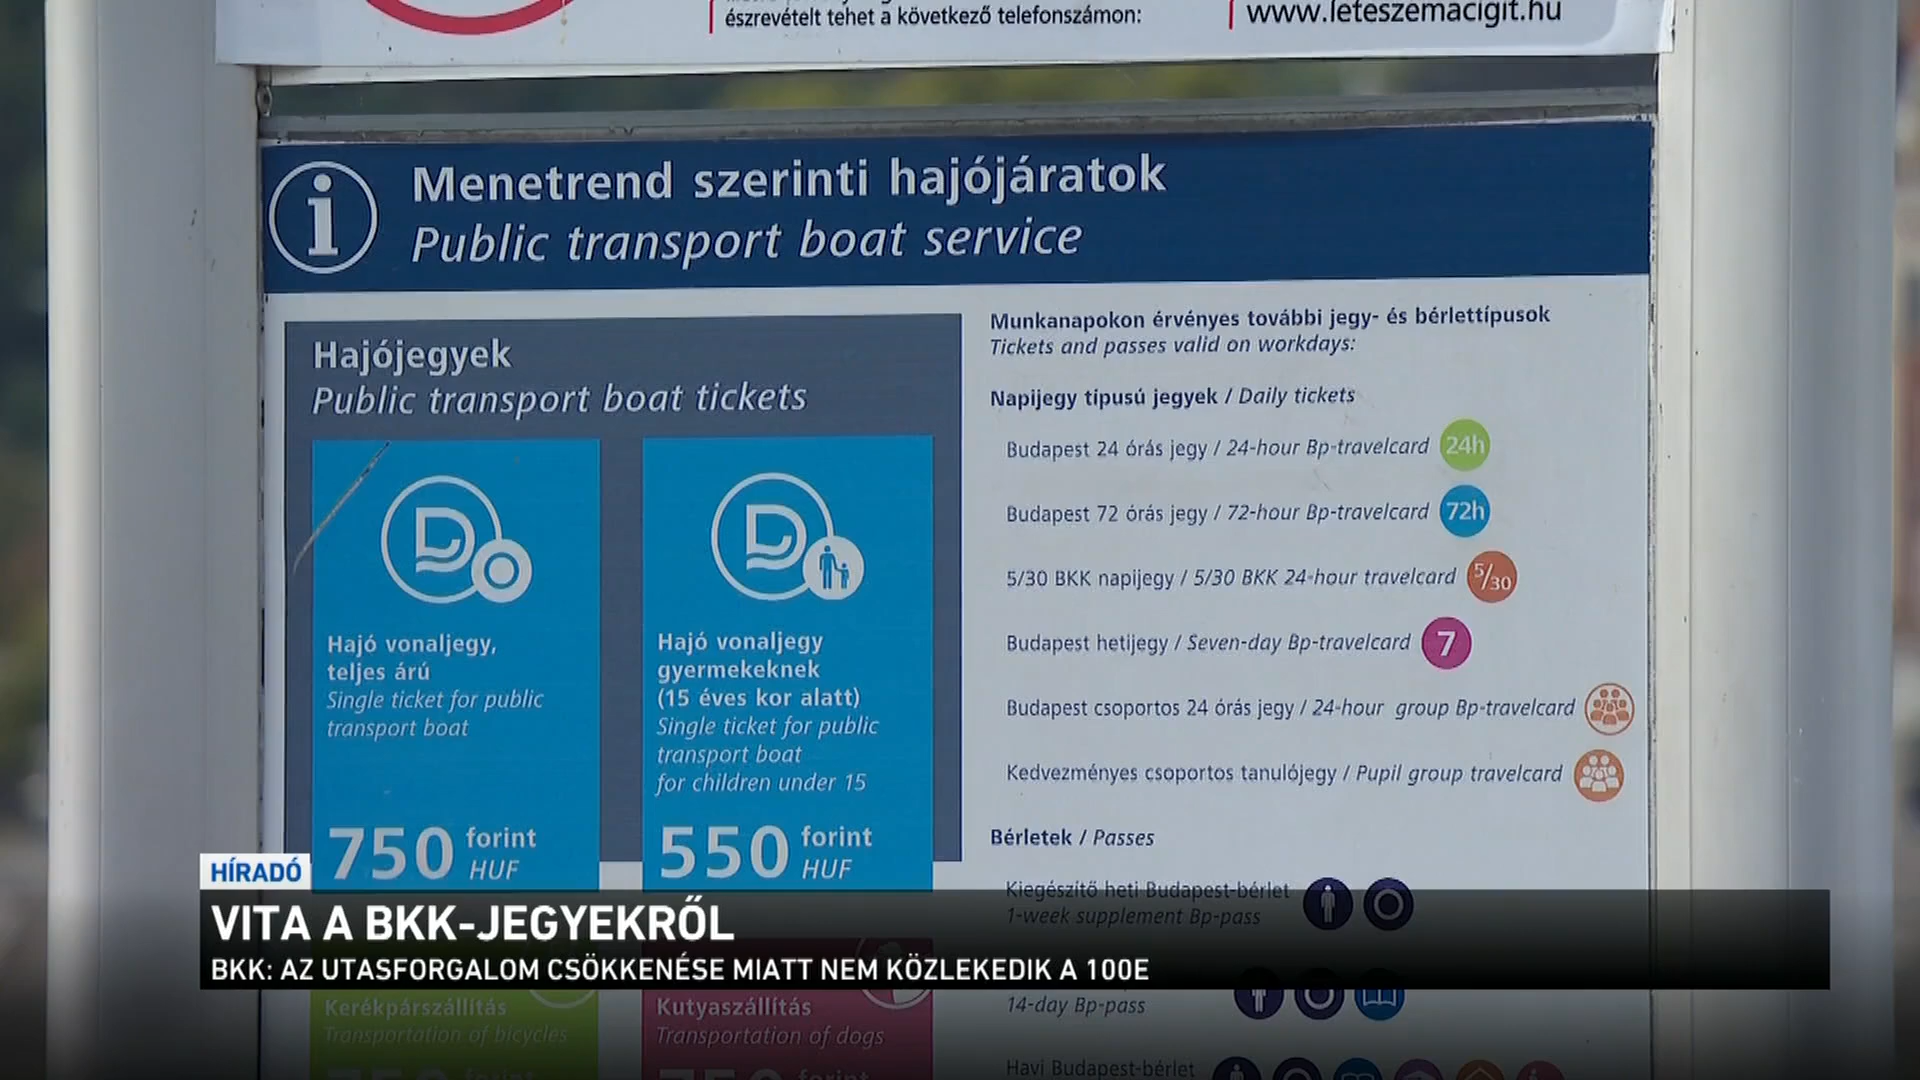 észrevételt tehet a következő telefonszámon:
www.leteszemacigit.hu
i
Menetrend szerinti hajójáratok
Public transport boat service
Hajójegyek
Public transport boat tickets
D
Hajó vonaljegy,
teljes árú
Single ticket for public
transport boat
750 forint
HUF
D
Hajó vonaljegy
gyermekeknek
(15 éves kor alatt)
Single ticket for public
transport boat
for children under 15
550 forint
HUF
Munkanapokon érvényes további jegy- és bérlettípusok
Tickets and passes valid on workdays:
Napijegy típusú jegyek / Daily tickets
Budapest 24 órás jegy / 24-hour Bp-travelcard 24h
Budapest 72 órás jegy / 72-hour Bp-travelcard 72h
5/30 BKK napijegy / 5/30 BKK 24-hour travelcard 5/30
Budapest hetijegy / Seven-day Bp-travelcard 7
Budapest csoportos 24 órás jegy / 24-hour group Bp-travelcard
Kedvezményes csoportos tanulójegy / Pupil group travelcard
Bérletek / Passes
Kiegészítő heti Budapest-bérlet
1-week supplement Bp-pass
14-day Bp-pass
Havi Budapest-bérlet
Kerékpárszállítás
Transportation of bicycles
Kutyaszállítás
Transportation of dogs
forint
HÍRADÓ
VITA A BKK-JEGYEKRŐL
BKK: AZ UTASFORGALOM CSÖKKENÉSE MIATT NEM KÖZLEKEDIK A 100E